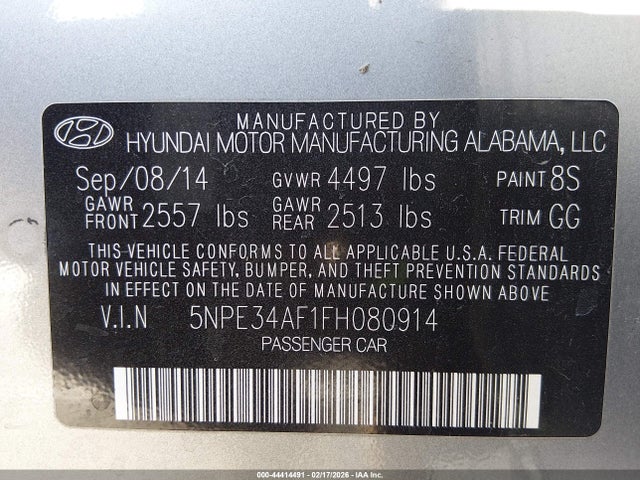 MANUFACTURED BY
HYUNDAI MOTOR MANUFACTURING ALABAMA, LLC
Sep/08/14 GVWR 4497 lbs PAINT 8S
GAWR FRONT 2557 lbs GAWR REAR 2513 lbs TRIM GG
THIS VEHICLE CONFORMS TO ALL APPLICABLE U.S.A. FEDERAL
MOTOR VEHICLE SAFETY, BUMPER, AND THEFT PREVENTION STANDARDS
IN EFFECT ON THE DATE OF MANUFACTURE SHOWN ABOVE.
V.I.N 5NPE34AF1FH080914
PASSENGER CAR
000-44414491 - 02/17/2026 - © IAA, Inc.